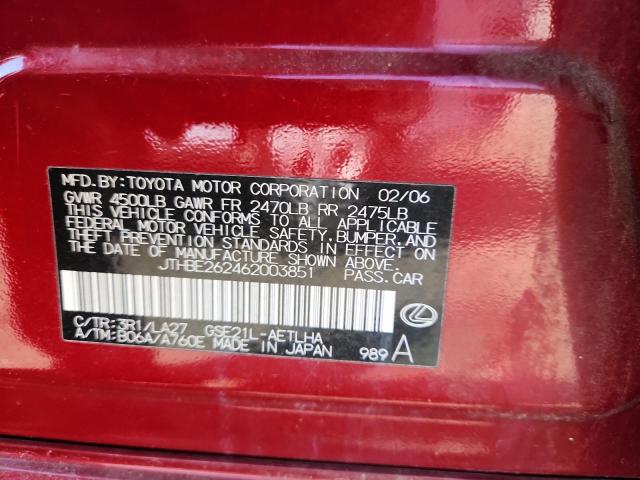 MFD.BY:TOYOTA MOTOR CORPORATION 02/06
GVWR 4500LB GAWR FR 2470LB RR 2475LB
THIS VEHICLE CONFORMS TO ALL APPLICABLE
FEDERAL MOTOR VEHICLE SAFETY,BUMPER,AND
THEFT PREVENTION STANDARDS IN EFFECT ON
THE DATE OF MANUFACTURE SHOWN ABOVE.
JTHBE262462003851 PASS.CAR
C/TR:3R1/LA27 GSE21L-AETLHA
A/TM:B06A/A760E MADE IN JAPAN 989 A